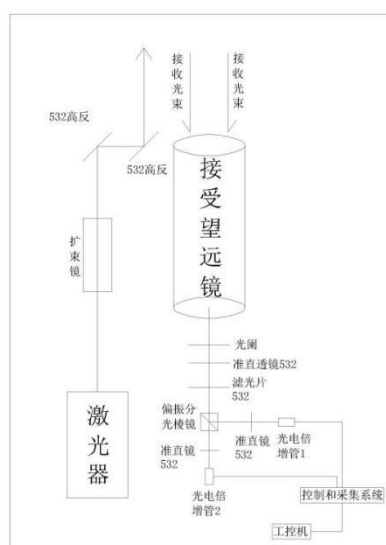 接收光束
接收光束
532高反
532高反
接受望远镜
扩束镜
光阑
准直透镜532
滤光片
532
偏振分
光棱镜
准直镜
532
光电倍
增管1
激光器
准直镜
532
光电倍
增管2
控制和采集系统
工控机